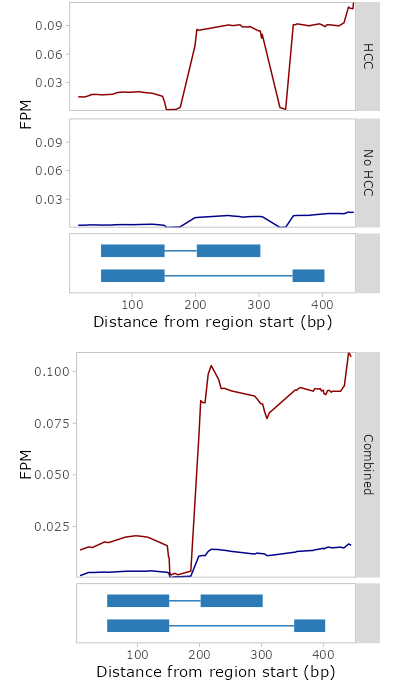 0.09
0.06
0.03
HCC
FPM
0.09
0.06
0.03
No HCC
100 200 300 400
Distance from region start (bp)
0.100
0.075
0.050
0.025
FPM
Combined
100 200 300 400
Distance from region start (bp)